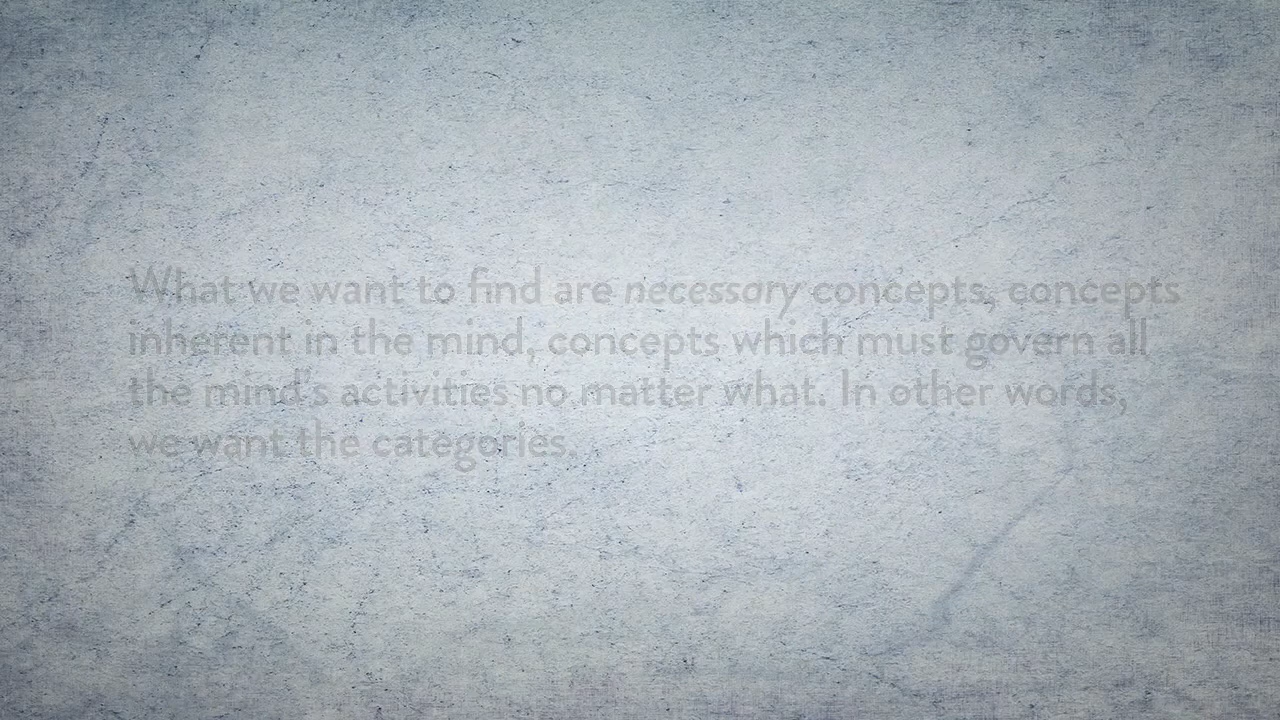 What we want to find are necessary concepts, concepts
inherent in the mind, concepts which must govern all
the mind's activities no matter what. In other words,
we want the categories.